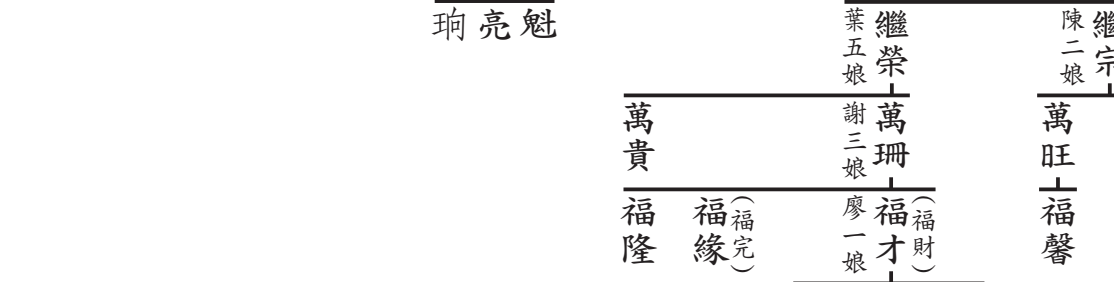 繼宗
陳二娘
繼榮
葉五娘
魁
亮
珦
萬旺
萬珊
謝三娘
萬貴
福馨
福才
(福財)
廖一娘
福緣
(福完)
福隆